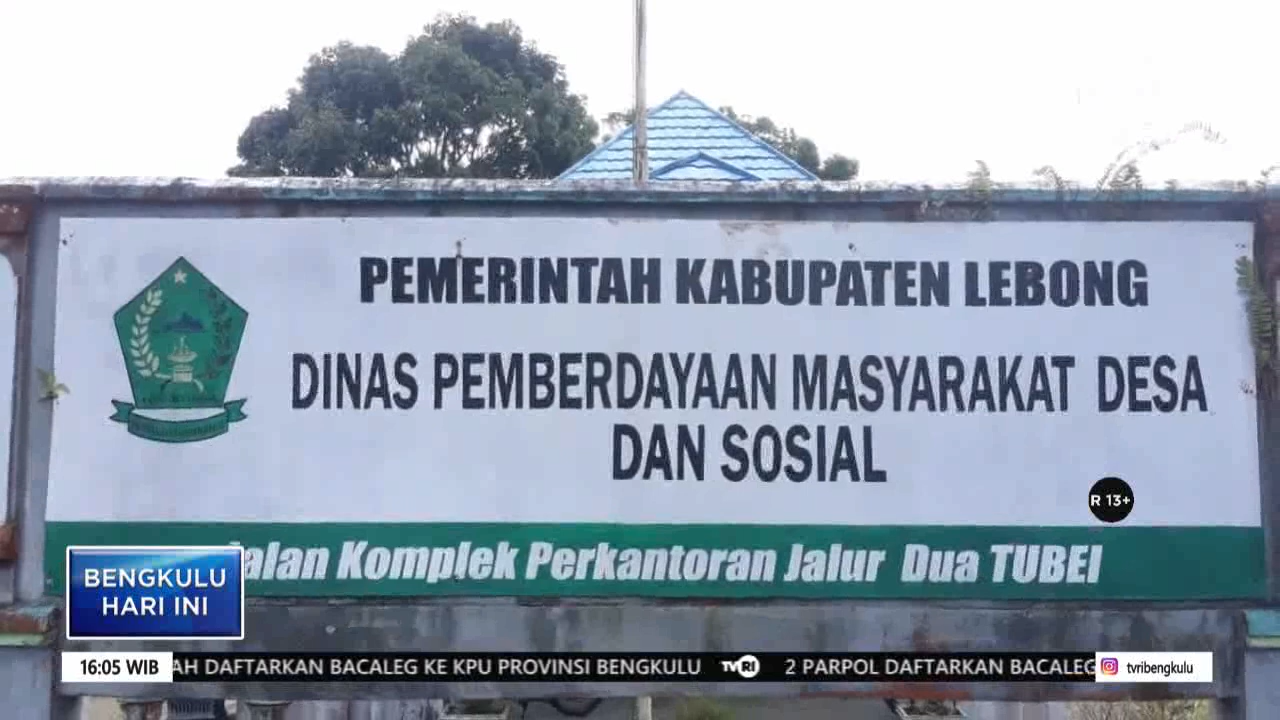 PEMERINTAH KABUPATEN LEBONG
DINAS PEMBERDAYAAN MASYARAKAT DESA
DAN SOSIAL
R 13+
Jalan Komplek Perkantoran Jalur Dua TUBEI
BENGKULU
HARI INI
16:05 WIB
AH DAFTARKAN BACALEG KE KPU PROVINSI BENGKULU TVRI 2 PARPOL DAFTARKAN BACALEG
tvribengkulu